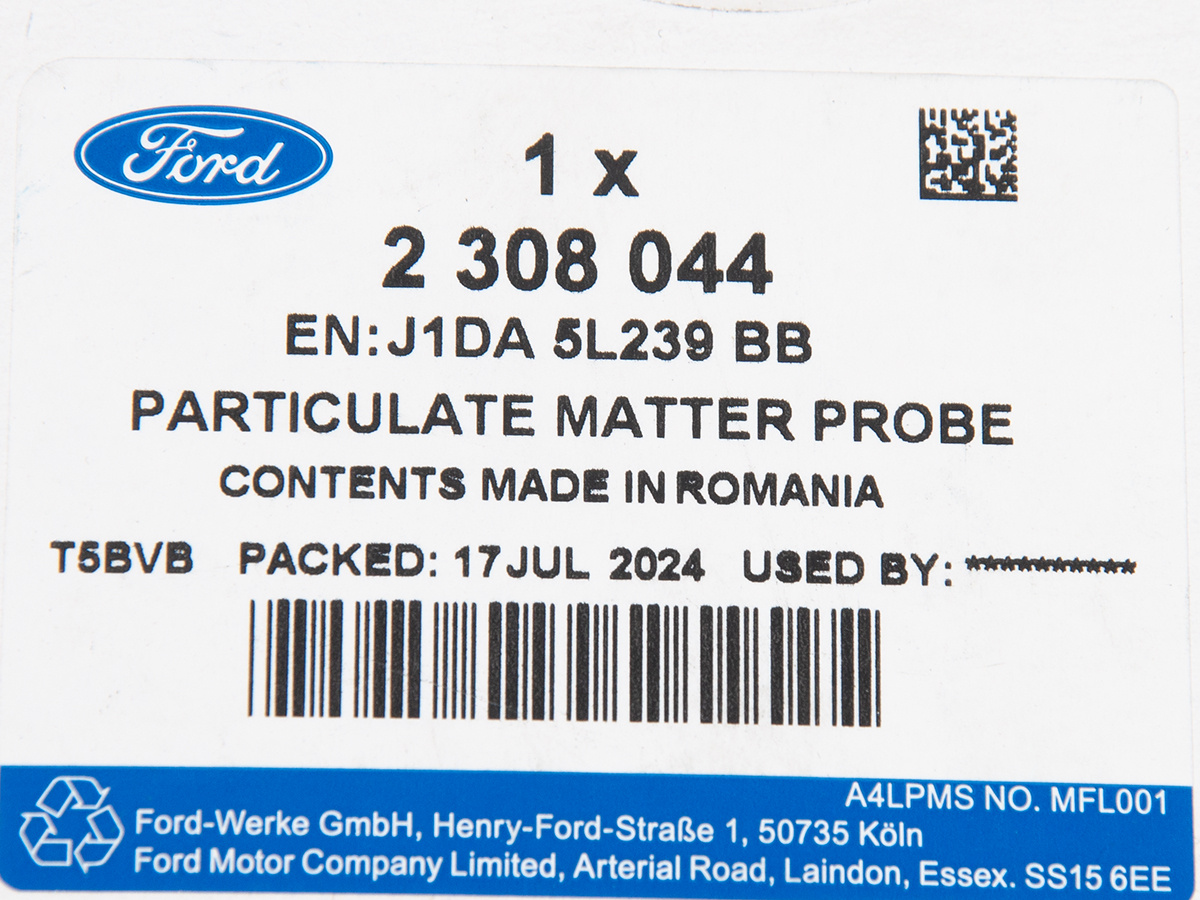 Ford
1 x
2 308 044
EN: J1DA 5L239 BB
PARTICULATE MATTER PROBE
CONTENTS MADE IN ROMANIA
T5BVB PACKED: 17 JUL 2024 USED BY: **********
A4LPMS NO. MFL001
Ford-Werke GmbH, Henry-Ford-Straße 1, 50735 Köln
Ford Motor Company Limited, Arterial Road, Laindon, Essex. SS15 6EE